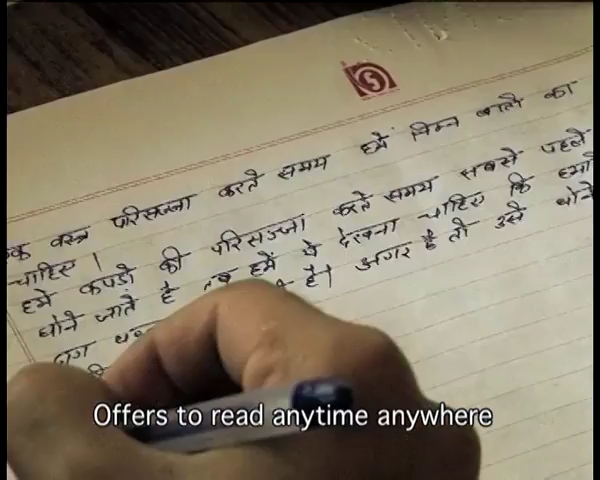 वस्त्र परिसज्जा करते समय हमें निम्न बातों का
चाहिए ।
हमें कपडो की परिसज्जा करते समय सबसे पहले
धोने जाते है हमें ये देखना चाहिए कि हमारे
दाग है। अगर है तो उसे धोने
Offers to read anytime anywhere